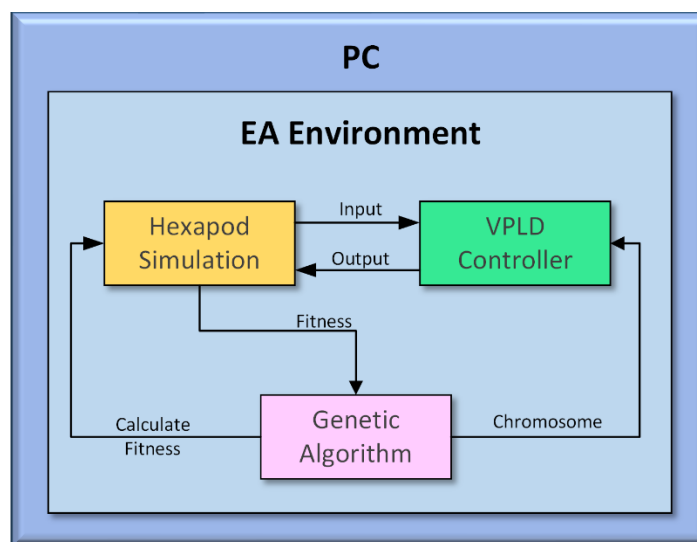 PC
EA Environment
Hexapod
Simulation
Input
Output
VPLD
Controller
Fitness
Calculate
Fitness
Genetic
Algorithm
Chromosome